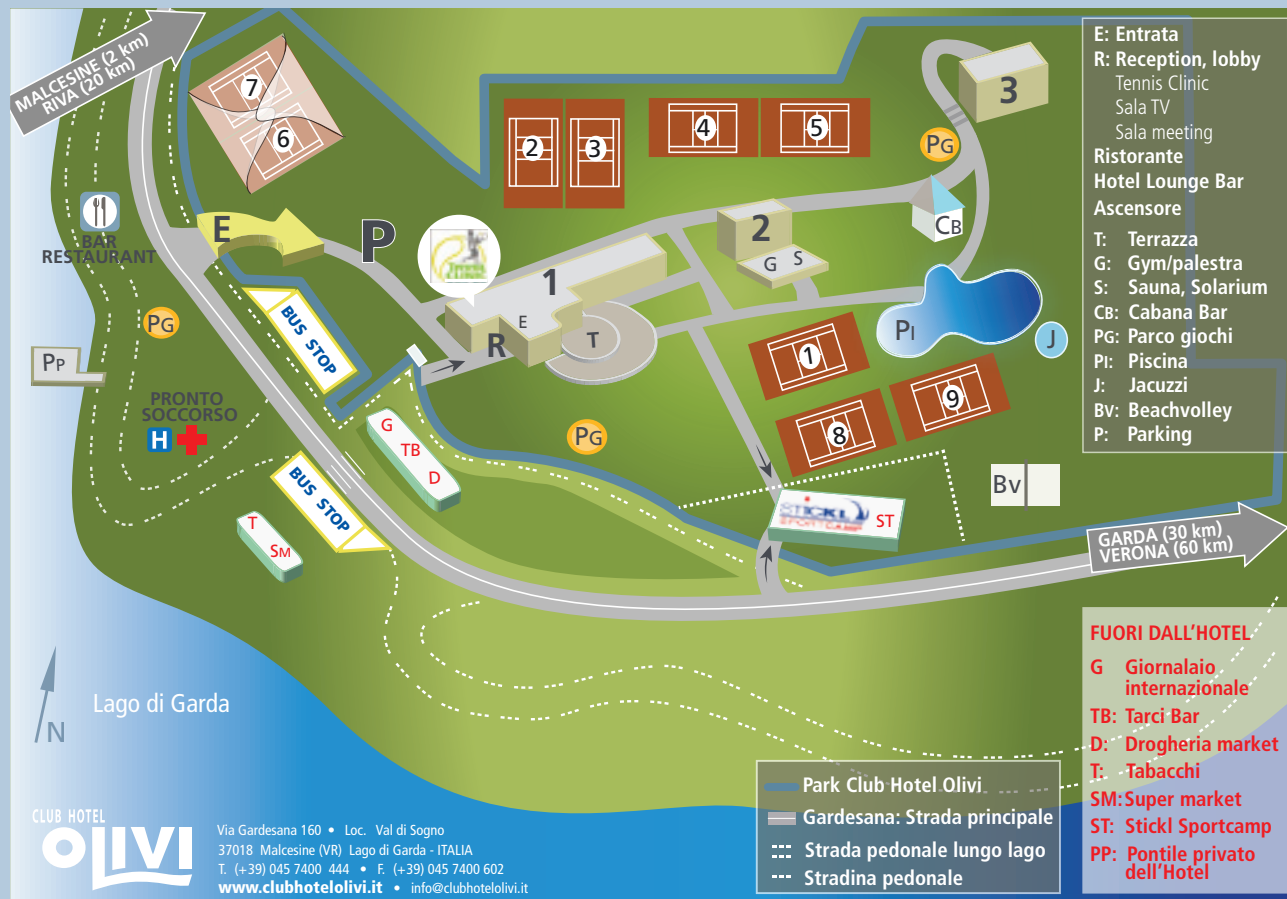 MALCESINE (2 km)
RIVA (20 km)
7
6
2
3
4
5
3
PG
E
P
Tennis
CLINIC
1
E
R
T
2
G
S
CB
PI
J
BAR
RESTAURANT
PG
PP
PRONTO
SOCCORSO
H
BUS STOP
BUS STOP
G
TB
D
T
SM
PG
1
8
9
BV
STICKL
SPORTCAMP
ST
GARDA (30 km)
VERONA (60 km)
E: Entrata
R: Reception, lobby
Tennis Clinic
Sala TV
Sala meeting
Ristorante
Hotel Lounge Bar
Ascensore
T: Terrazza
G: Gym/palestra
S: Sauna, Solarium
CB: Cabana Bar
PG: Parco giochi
PI: Piscina
J: Jacuzzi
BV: Beachvolley
P: Parking
FUORI DALL'HOTEL
G Giornalaio
internazionale
TB: Tarci Bar
D: Drogheria market
T: Tabacchi
SM: Super market
ST: Stickl Sportcamp
PP: Pontile privato
dell'Hotel
Park Club Hotel Olivi
Gardesana: Strada principale
Strada pedonale lungo lago
Stradina pedonale
N
Lago di Garda
CLUB HOTEL
OLIVI
Via Gardesana 160 • Loc. Val di Sogno
37018 Malcesine (VR) Lago di Garda - ITALIA
T. (+39) 045 7400 444 • F. (+39) 045 7400 602
www.clubhotelolivi.it • info@clubhotelolivi.it